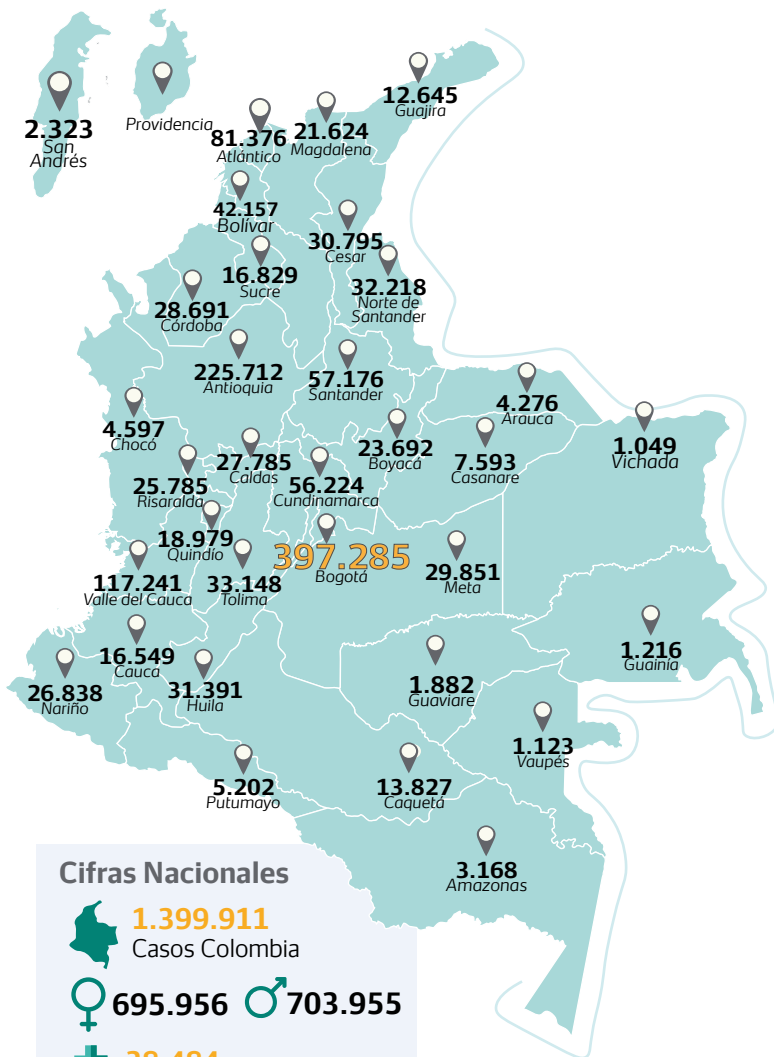 12.645
Guajira
2.323
San
Andrés
Providencia
81.376
Atlántico
21.624
Magdalena
42.157
Bolívar
30.795
Cesar
16.829
Sucre
32.218
Norte de
Santander
28.691
Córdoba
225.712
Antioquia
57.176
Santander
4.276
Arauca
4.597
Chocó
23.692
Boyacá
7.593
Casanare
1.049
Vichada
27.785
Caldas
25.785
Risaralda
56.224
Cundinamarca
18.979
Quindío
397.285
Bogotá
117.241
Valle del Cauca
33.148
Tolima
29.851
Meta
16.549
Cauca
1.216
Guainía
26.838
Nariño
31.391
Huila
1.882
Guaviare
1.123
Vaupés
5.202
Putumayo
13.827
Caquetá
3.168
Amazonas
Cifras Nacionales
1.399.911
Casos Colombia
695.956 703.955